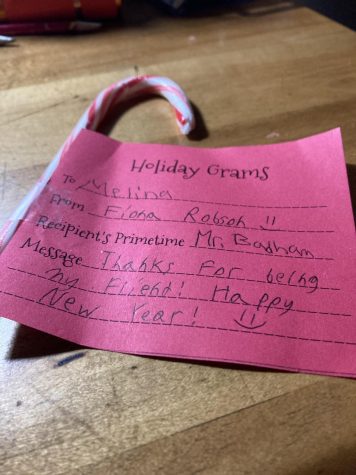 Holiday Grams
To Melina
From Fiona Robson !!
Recipient's Primetime Mr. Badham
Message Thanks For being
my Friend! Happy
New Year!